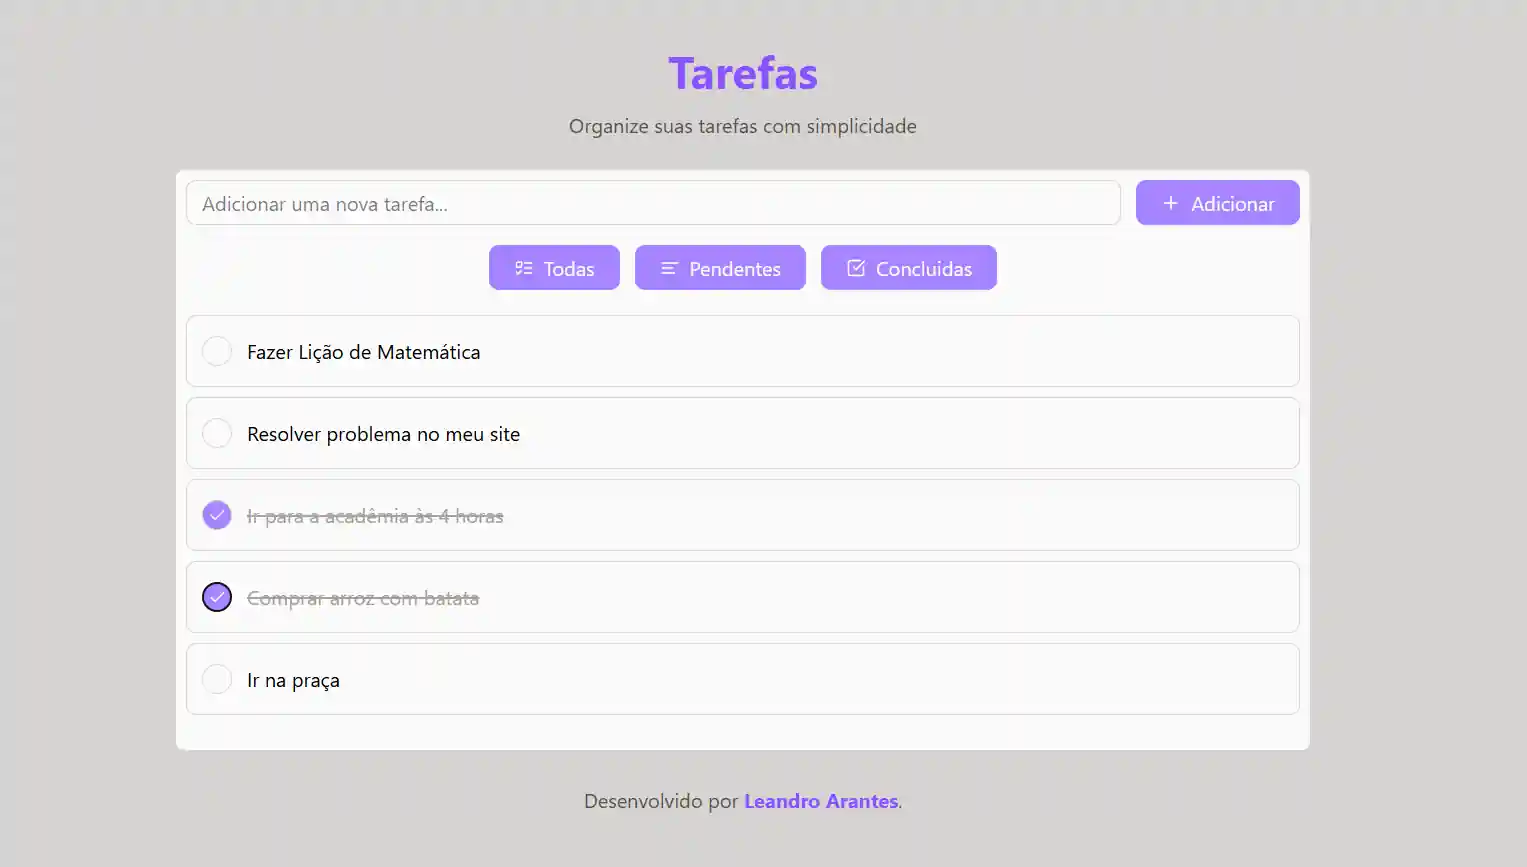 Tarefas
Organize suas tarefas com simplicidade
Adicionar uma nova tarefa...
Adicionar
Todas
Pendentes
Concluidas
Fazer Lição de Matemática
Resolver problema no meu site
Ir para a acadêmia às 4 horas
Comprar arroz com batata
Ir na praça
Desenvolvido por Leandro Arantes.